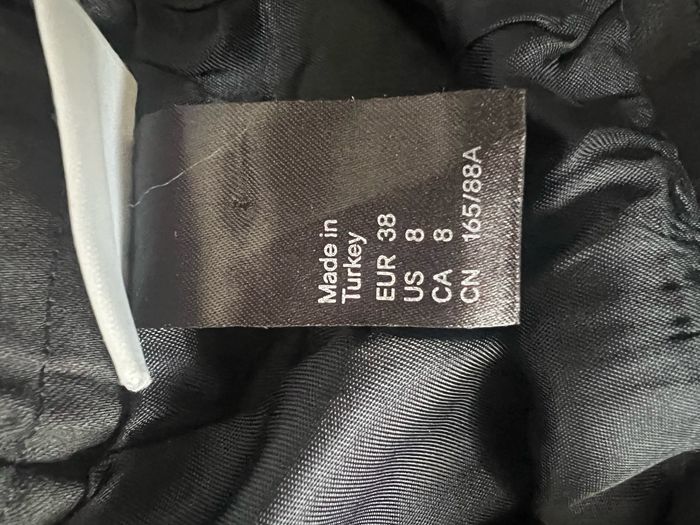 Made in
Turkey
EUR 38
US 8
CA 8
CN 165/88A